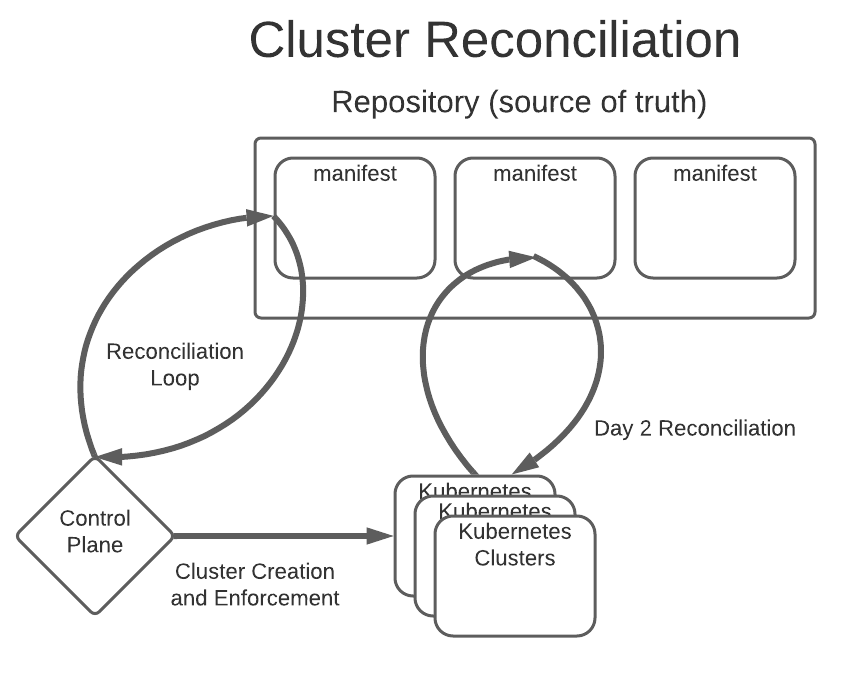 Cluster Reconciliation
Repository (source of truth)
manifest
manifest
manifest
Reconciliation
Loop
Day 2 Reconciliation
Control
Plane
Cluster Creation
and Enforcement
Kubernetes
Kubernetes
Kubernetes
Clusters